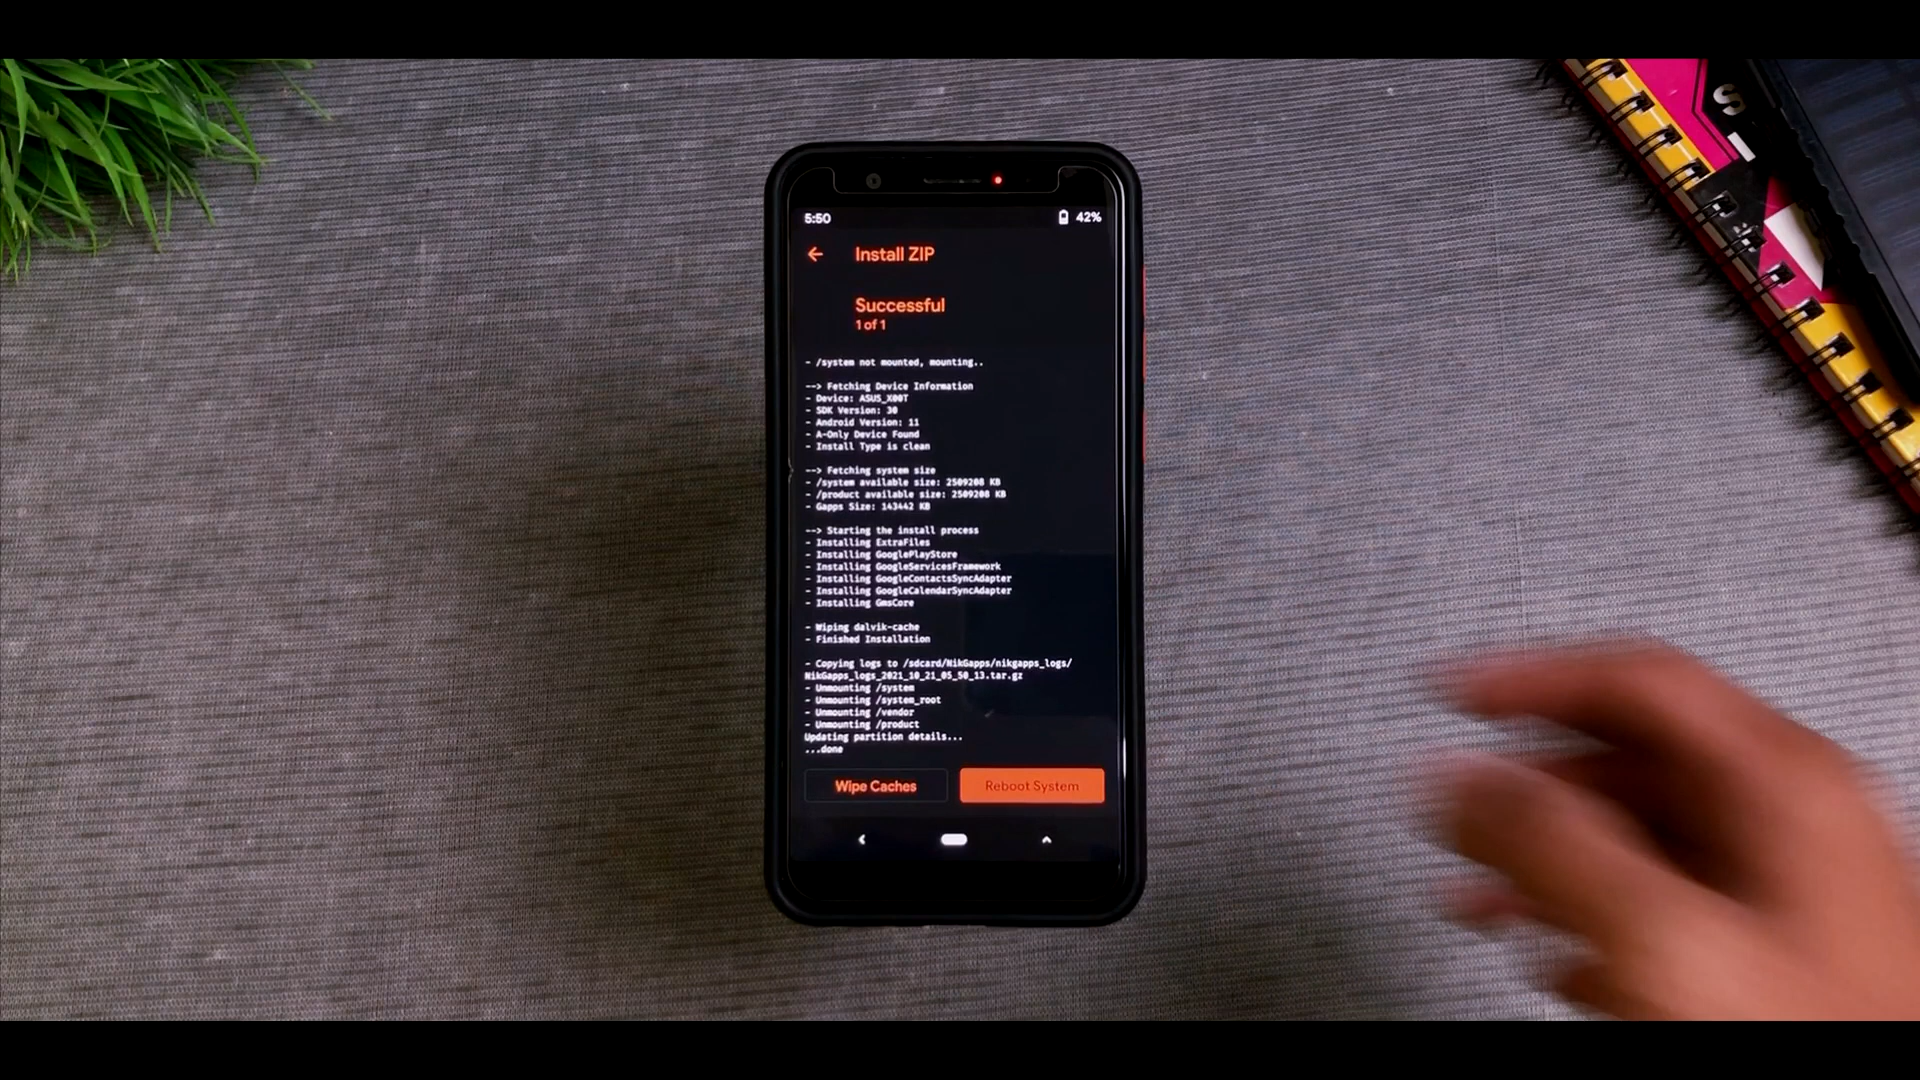 5:50
42%
Install ZIP
Successful
1 of 1
- /system not mounted, mounting..
--> Fetching Device Information
- Device: ASUS_X00T
- SDK Version: 30
- Android Version: 11
- A-Only Device Found
- Install Type is clean
--> Fetching system size
- /system available size: 2509208 KB
- /product available size: 2509208 KB
- Gapps Size: 143442 KB
--> Starting the install process
- Installing ExtraFiles
- Installing GooglePlayStore
- Installing GoogleServicesFramework
- Installing GoogleContactsSyncAdapter
- Installing GoogleCalendarSyncAdapter
- Installing GmsCore
- Wiping dalvik-cache
- Finished Installation
- Copying logs to /sdcard/NikGapps/nikgapps_logs/
NikGapps_logs_2021_10_21_05_50_13.tar.gz
- Unmounting /system
- Unmounting /system_root
- Unmounting /vendor
- Unmounting /product
Updating partition details...
...done
Wipe Caches
Reboot System